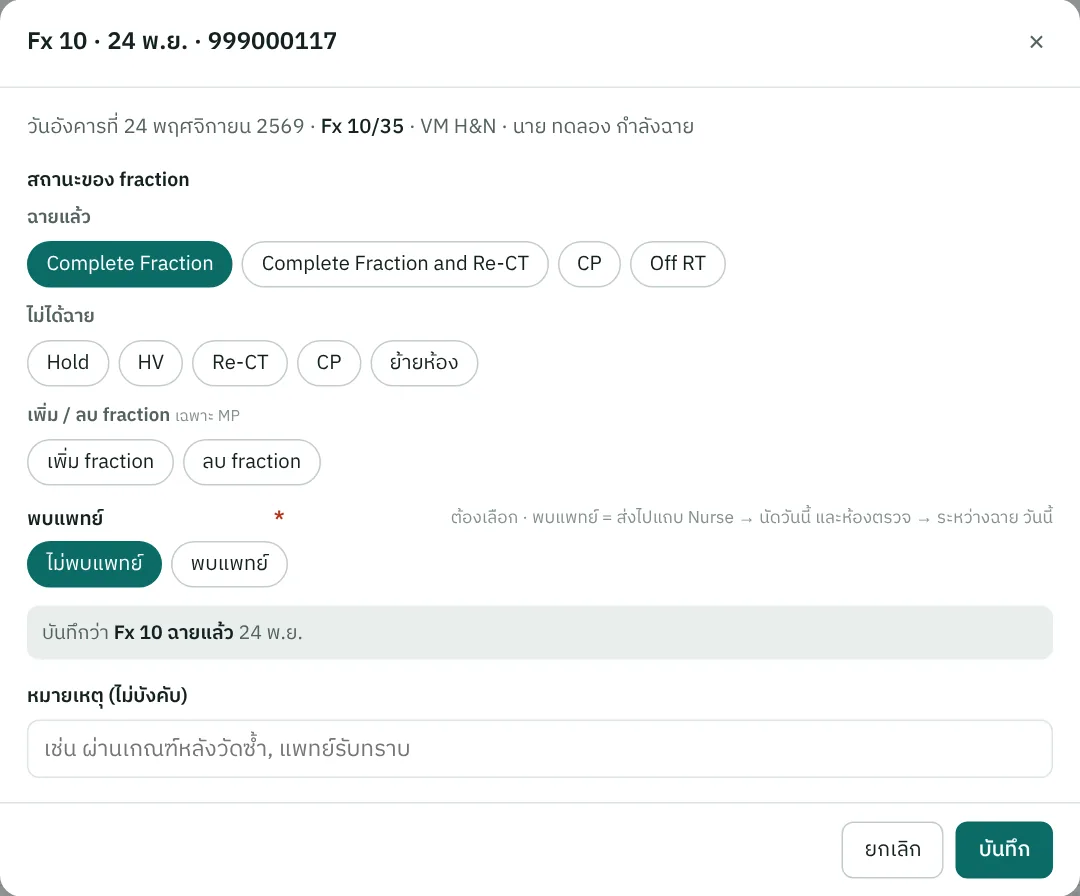 Fx 10 · 24 พ.ย. · 999000117 ×
วันอังคารที่ 24 พฤศจิกายน 2569 · Fx 10/35 · VM H&N · นาย ทดลอง กำลังฉาย
สถานะของ fraction
ฉายแล้ว
Complete Fraction Complete Fraction and Re-CT CP Off RT
ไม่ได้ฉาย
Hold HV Re-CT CP ย้ายห้อง
เพิ่ม / ลบ fraction เฉพาะ MP
เพิ่ม fraction ลบ fraction
พบแพทย์ * ต้องเลือก · พบแพทย์ = ส่งไปแถบ Nurse → นัดวันนี้ และห้องตรวจ → ระหว่างฉาย วันนี้
ไม่พบแพทย์ พบแพทย์
บันทึกว่า Fx 10 ฉายแล้ว 24 พ.ย.
หมายเหตุ (ไม่บังคับ)
เช่น ผ่านเกณฑ์หลังวัดซ้ำ, แพทย์รับทราบ
ยกเลิก บันทึก